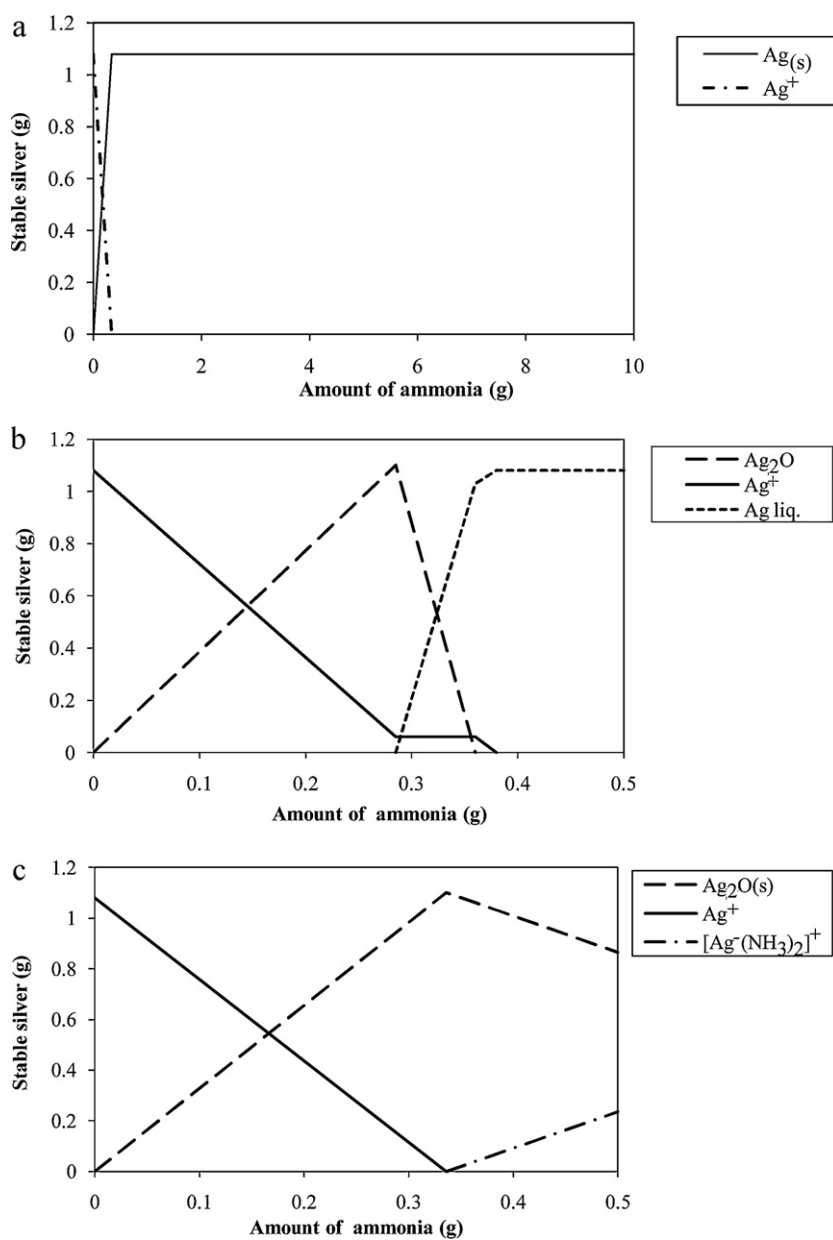 a
1.2
1
0.8
0.6
0.4
0.2
0
Stable silver (g)
0 2 4 6 8 10
Amount of ammonia (g)
Ag(s)
Ag+
b
1.2
1
0.8
0.6
0.4
0.2
0
Stable silver (g)
0 0.1 0.2 0.3 0.4 0.5
Amount of ammonia (g)
Ag2O
Ag+
Ag liq.
c
1.2
1
0.8
0.6
0.4
0.2
0
Stable silver (g)
0 0.1 0.2 0.3 0.4 0.5
Amount of ammonia (g)
Ag2O(s)
Ag+
[Ag-(NH3)2]+